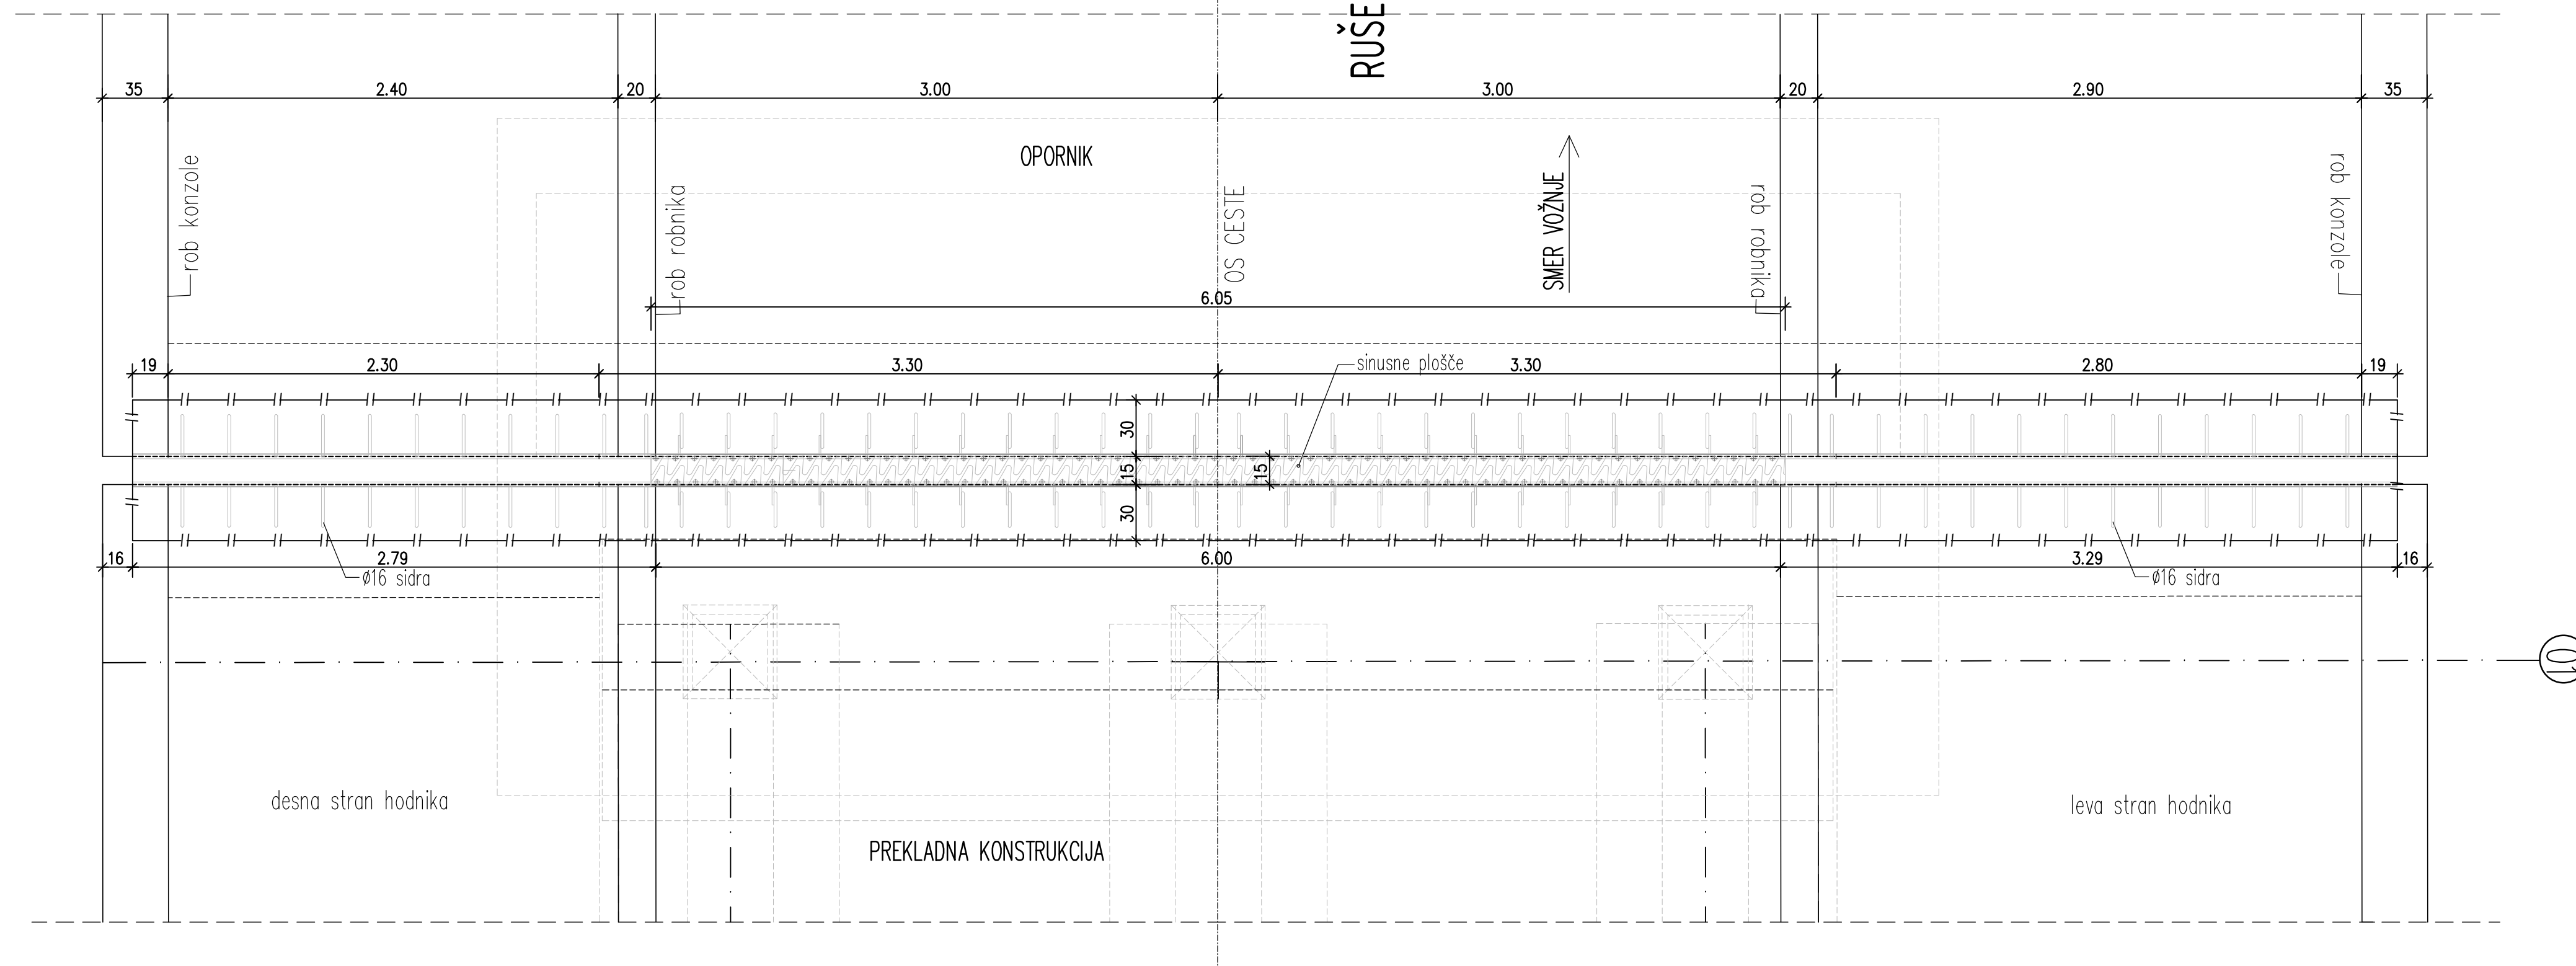 RUŠE
35 2.40 20 3.00 3.00 20 2.90 35
OPORNIK
rob konzole
rob robnika
OS CESTE
SMER VOŽNJE
rob robnika
rob konzole
6.05
sinusne plošče
19 2.30 3.30 3.30 2.80 19
30
15
15
30
16 2.79 6.00 3.29 16
ø16 sidra
ø16 sidra
desna stran hodnika
leva stran hodnika
PREKLADNA KONSTRUKCIJA